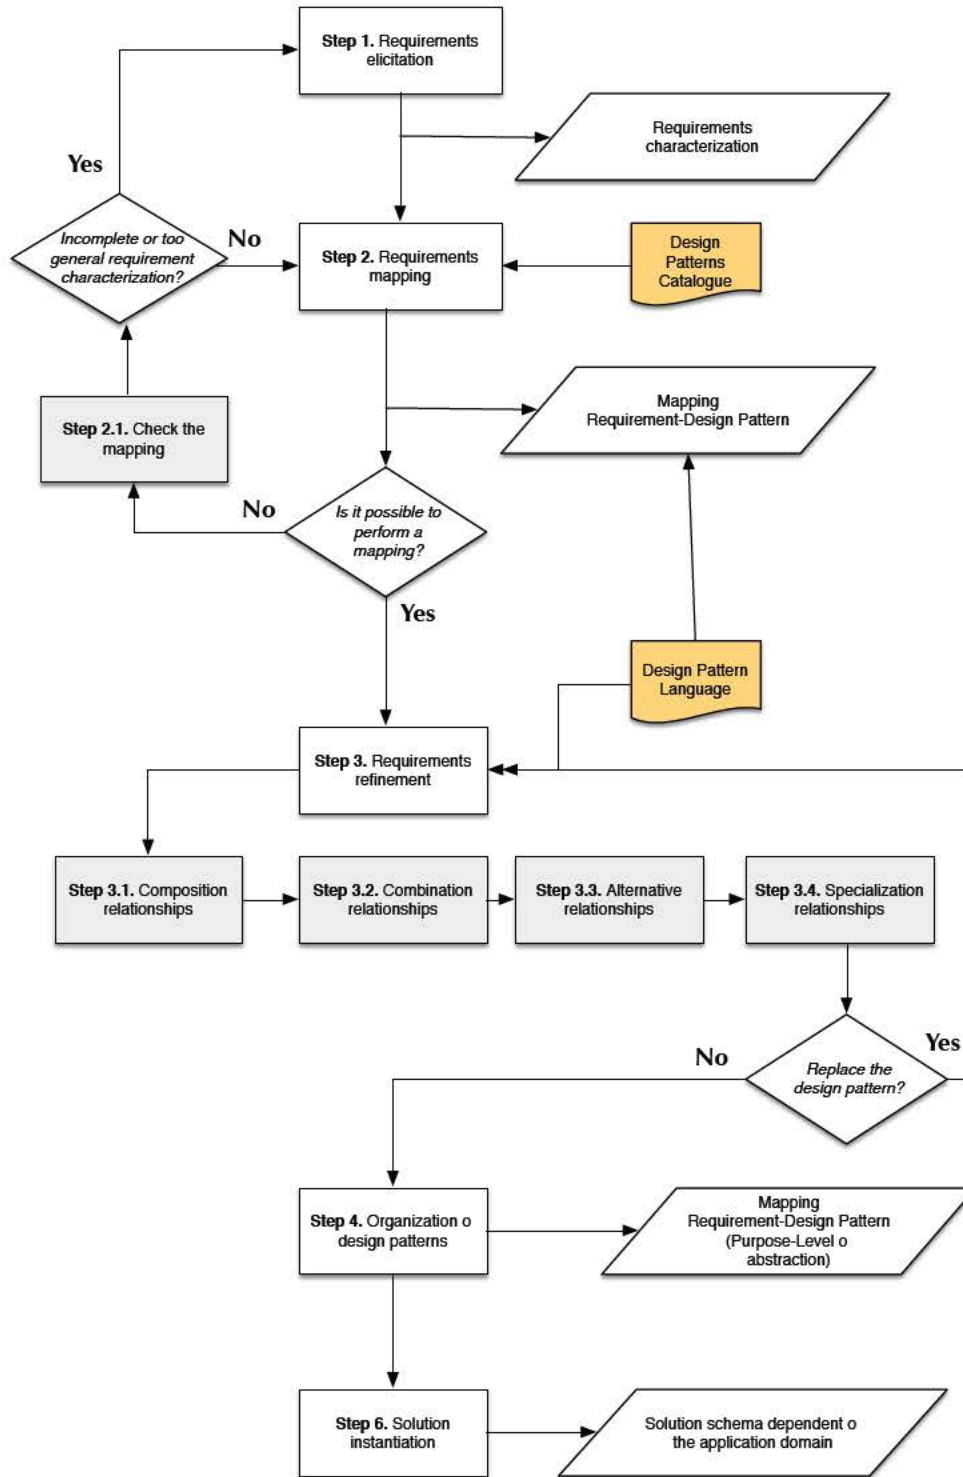 Step 1. Requirements
elicitation
Requirements
characterization
Yes
Incomplete or too
general requirement
characterization?
No
Step 2. Requirements
mapping
Design
Patterns
Catalogue
Mapping
Requirement-Design Pattern
Step 2.1. Check the
mapping
No
Is it possible to
perform a
mapping?
Yes
Design Pattern
Language
Step 3. Requirements
refinement
Step 3.1. Composition
relationships
Step 3.2. Combination
relationships
Step 3.3. Alternative
relationships
Step 3.4. Specialization
relationships
No
Replace the
design pattern?
Yes
Step 4. Organization o
design patterns
Mapping
Requirement-Design Pattern
(Purpose-Level o
abstraction)
Step 6. Solution
instantiation
Solution schema dependent o
the application domain